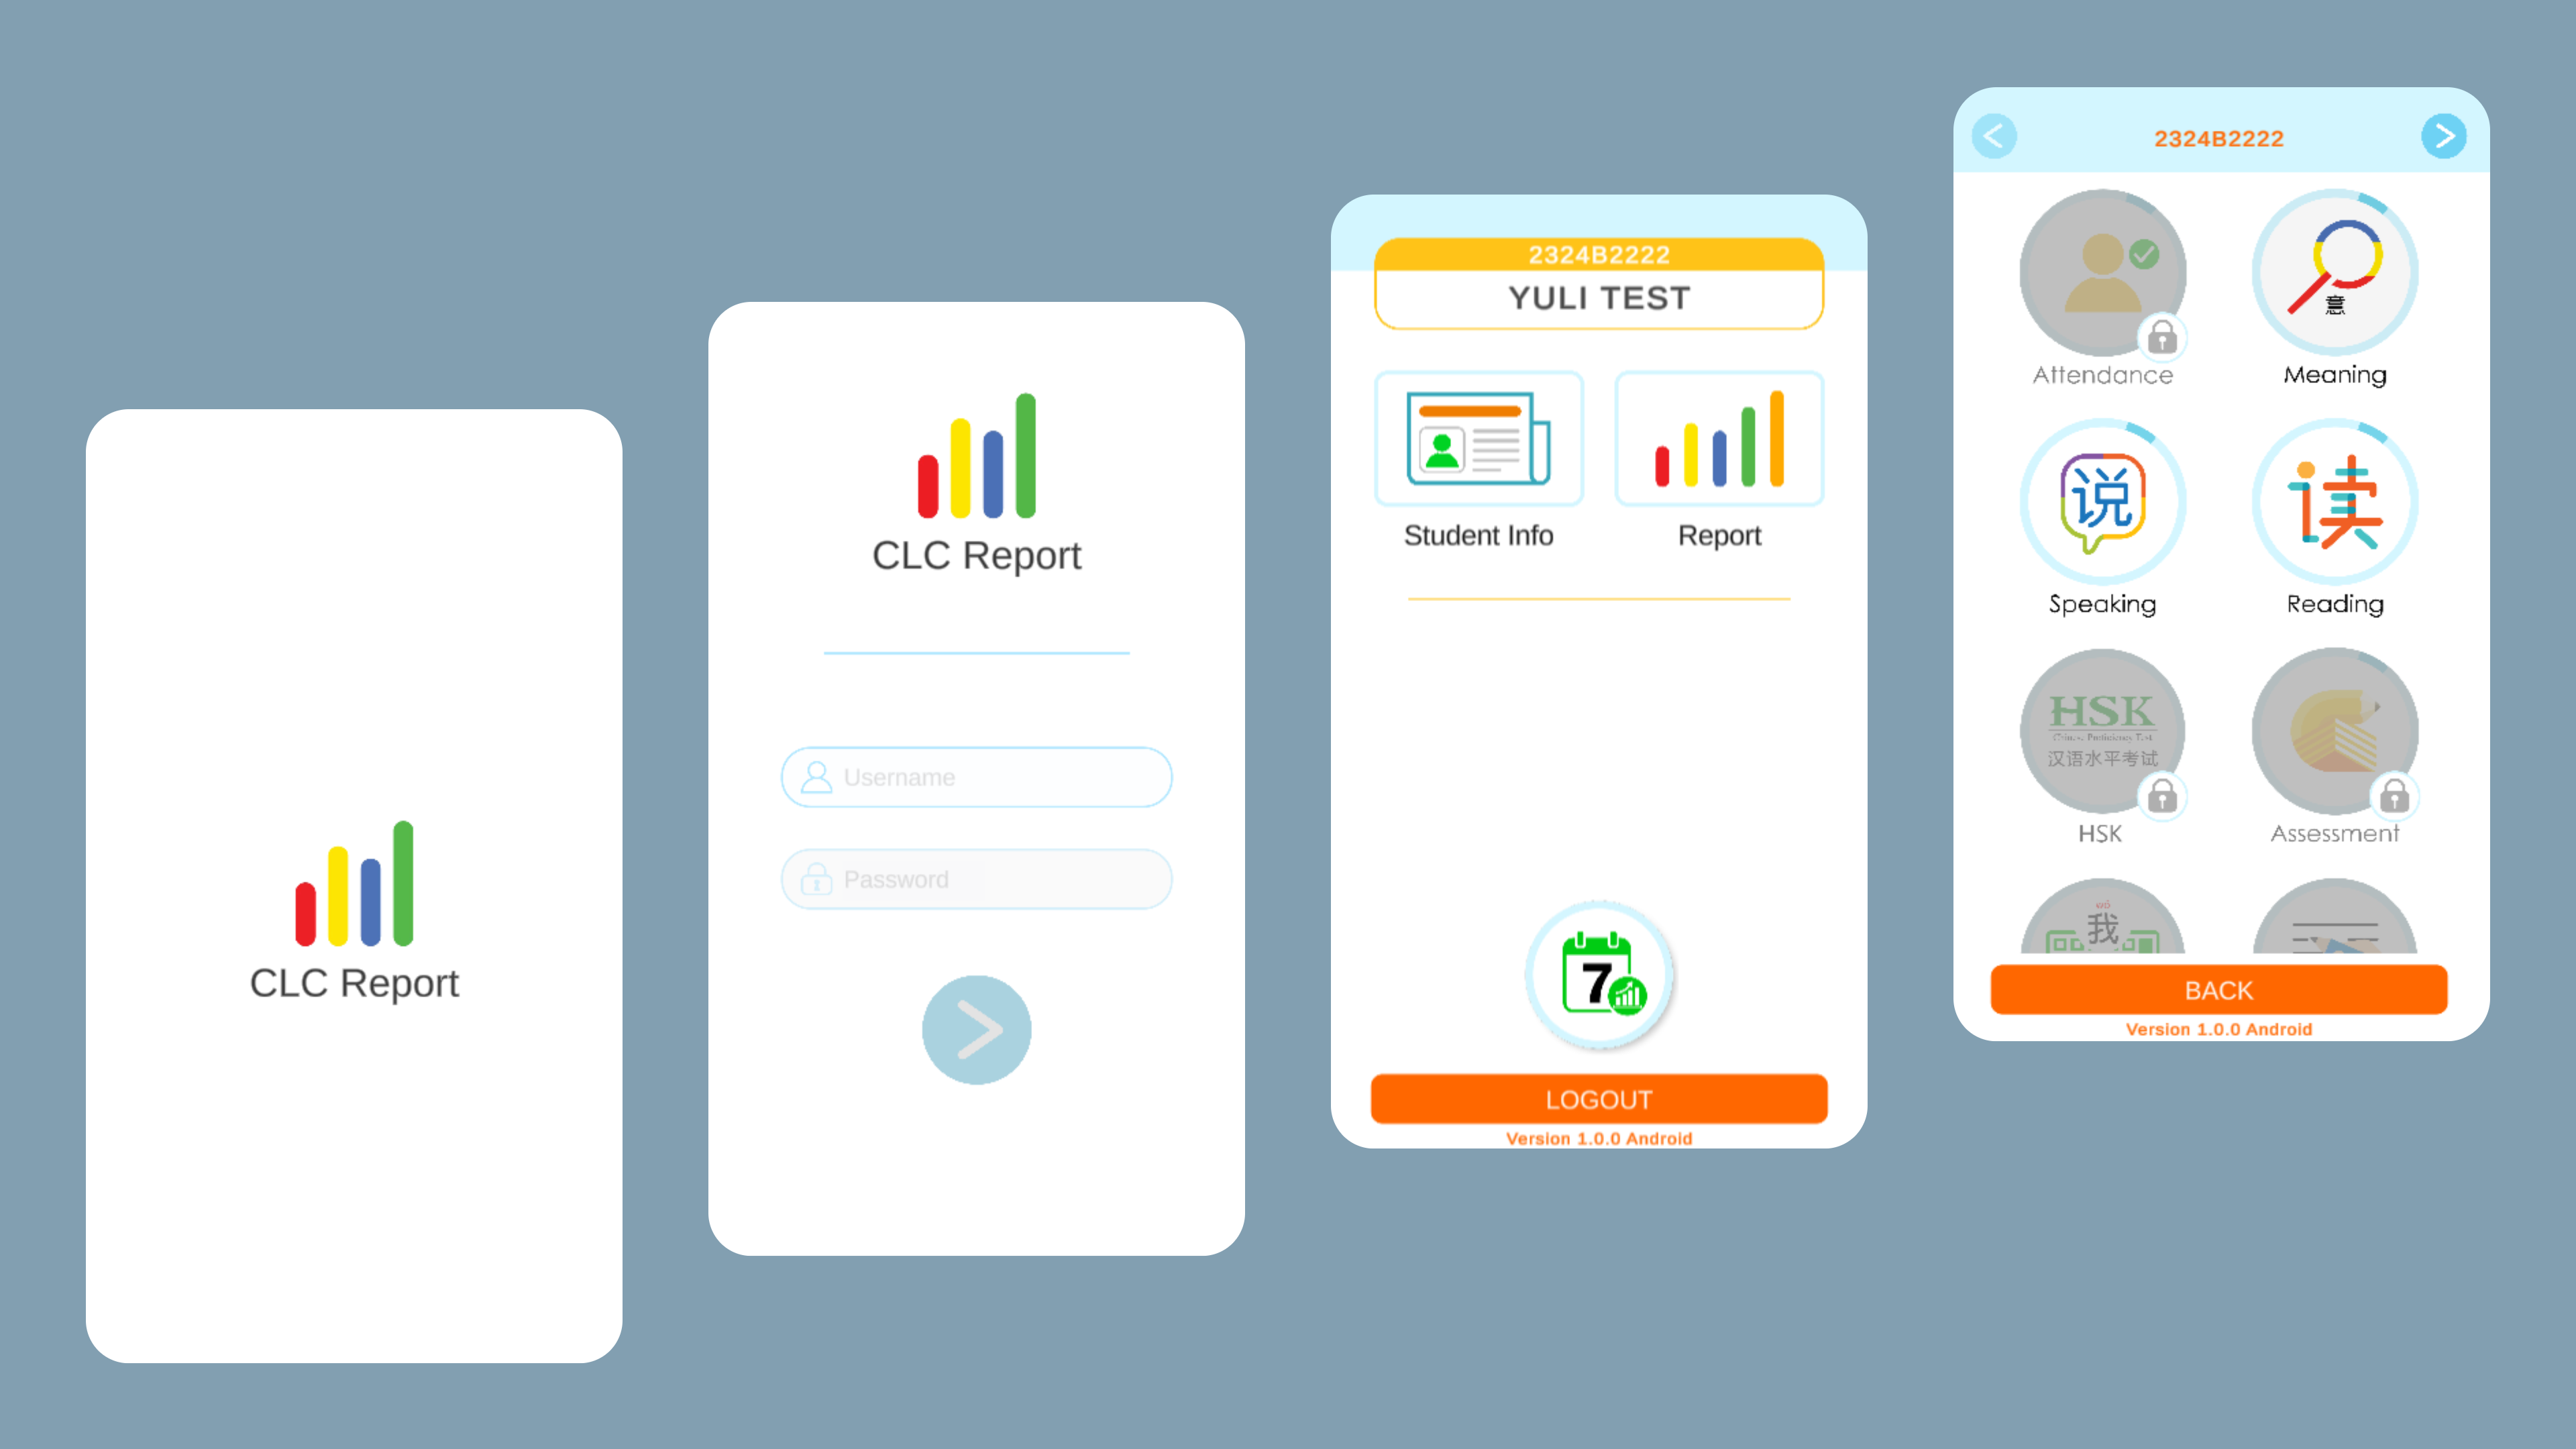 CLC Report
CLC Report
Username
Password
2324B2222
YULI TEST
Student Info
Report
7
LOGOUT
Version 1.0.0 Android
2324B2222
意
Attendance
Meaning
说
读
Speaking
Reading
HSK
Chinese Proficiency Test
汉语水平考试
HSK
Assessment
wǒ
我
BACK
Version 1.0.0 Android